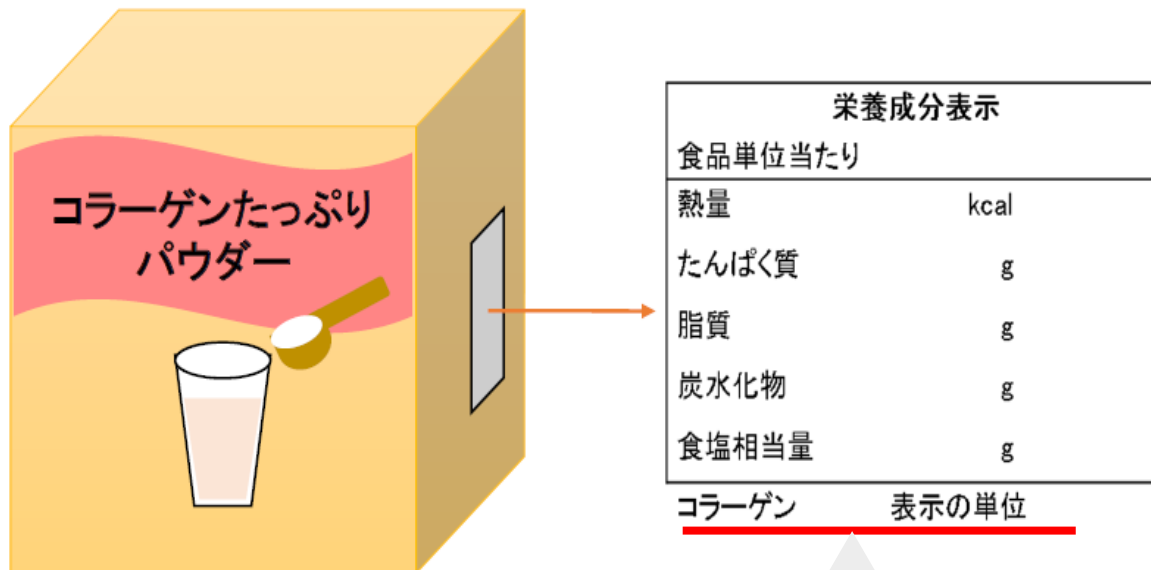 コラーゲンたっぷり
パウダー
栄養成分表示
食品単位当たり
熱量 kcal
たんぱく質 g
脂質 g
炭水化物 g
食塩相当量 g
コラーゲン 表示の単位